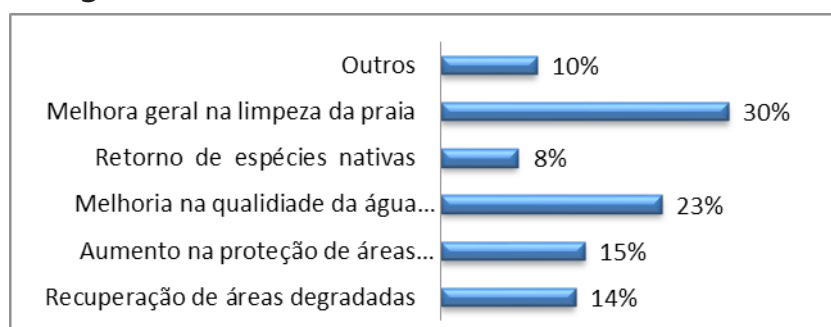 Outros 10%
Melhora geral na limpeza da praia 30%
Retorno de espécies nativas 8%
Melhoria na qualidiade da água... 23%
Aumento na proteção de áreas... 15%
Recuperação de áreas degradadas 14%